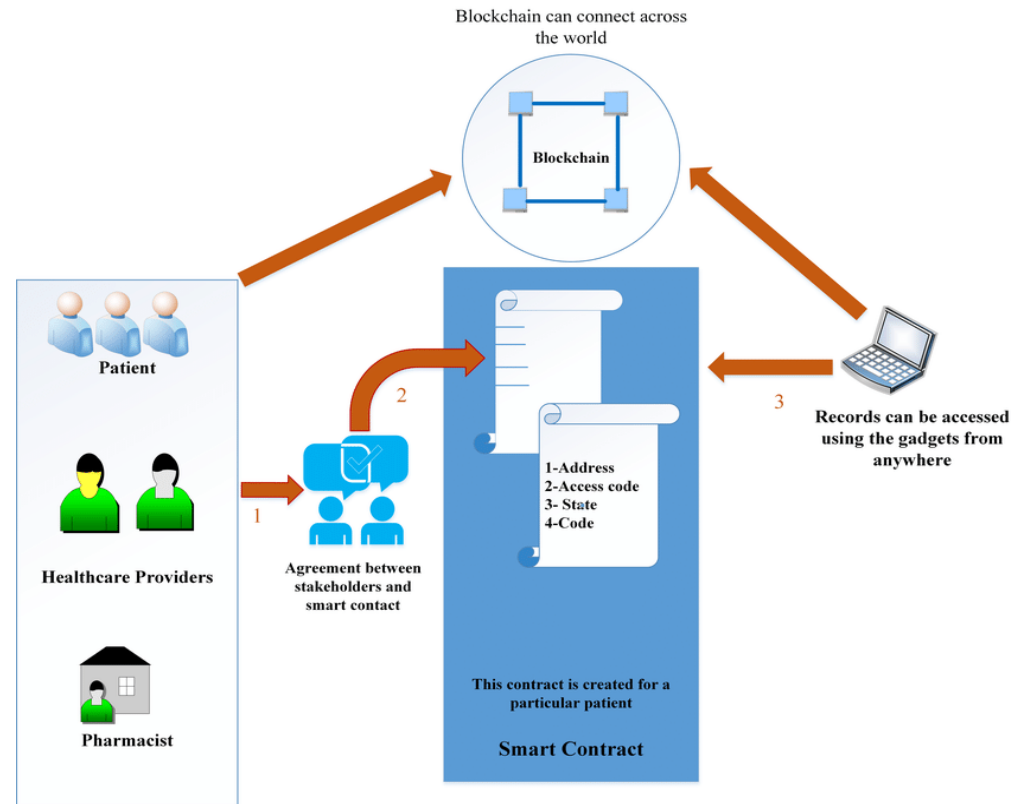 Blockchain can connect across
the world
Blockchain
Patient
Healthcare Providers
Pharmacist
1
Agreement between
stakeholders and
smart contact
2
1-Address
2-Access code
3- State
4-Code
This contract is created for a
particular patient
Smart Contract
3
Records can be accessed
using the gadgets from
anywhere